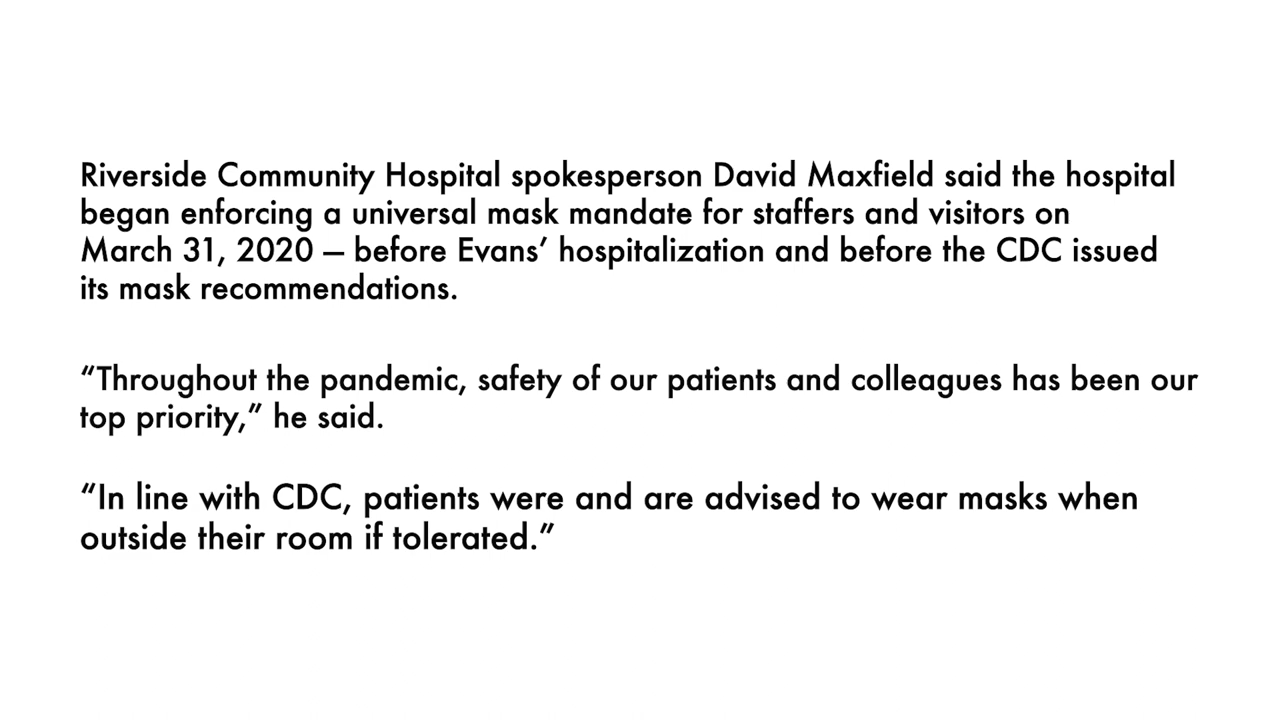 Riverside Community Hospital spokesperson David Maxfield said the hospital
began enforcing a universal mask mandate for staffers and visitors on
March 31, 2020 — before Evans’ hospitalization and before the CDC issued
its mask recommendations.
“Throughout the pandemic, safety of our patients and colleagues has been our
top priority,” he said.
“In line with CDC, patients were and are advised to wear masks when
outside their room if tolerated.”